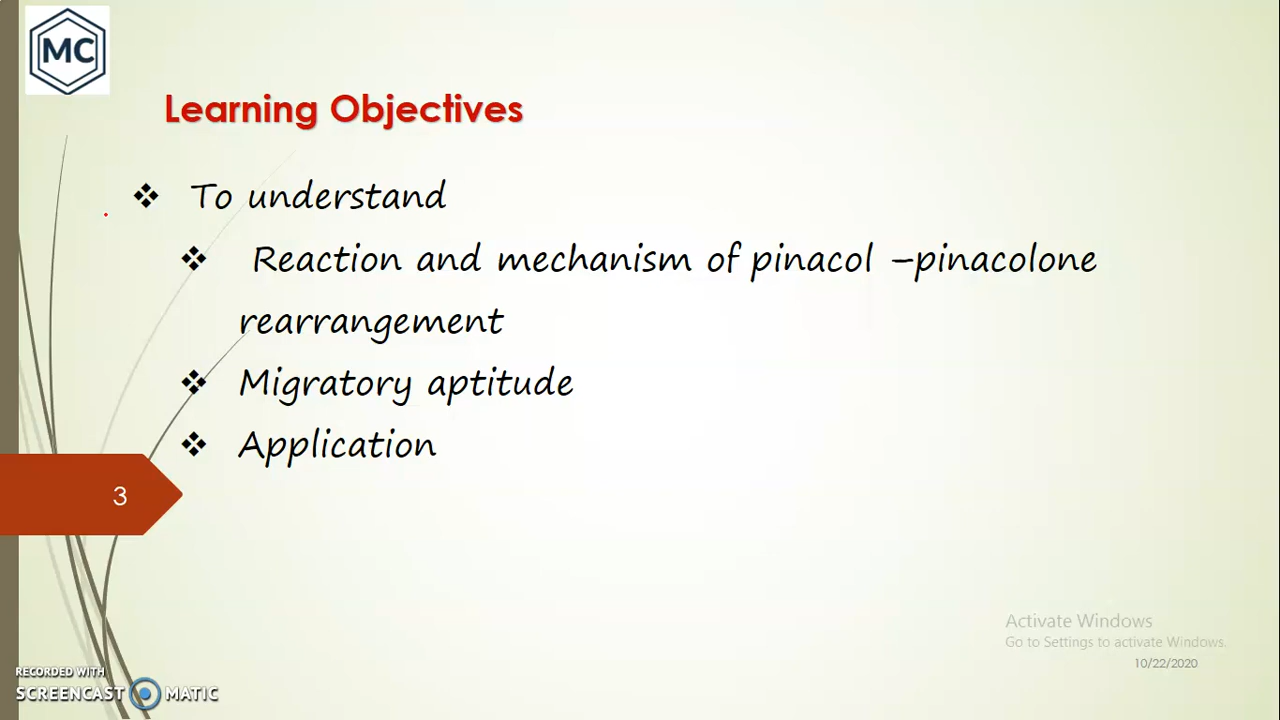 MC
Learning Objectives
❖ To understand
❖ Reaction and mechanism of pinacol –pinacolone
rearrangement
❖ Migratory aptitude
❖ Application
3
Activate Windows
Go to Settings to activate Windows.
10/22/2020
RECORDED WITH
SCREENCAST MATIC